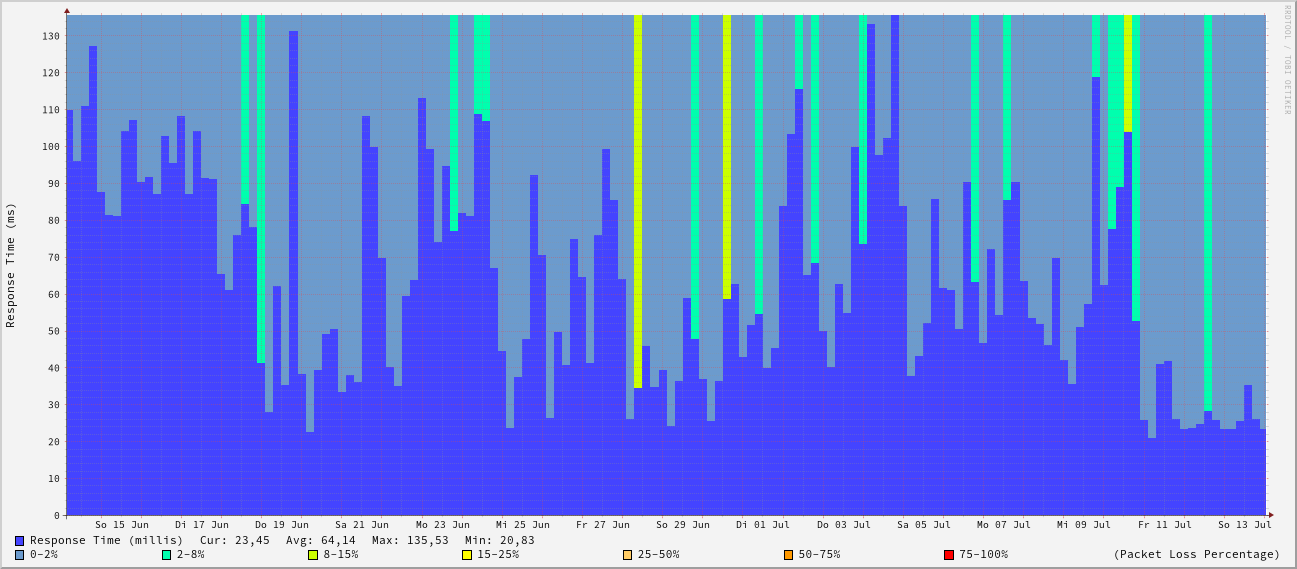 RRDTOOL / TOBI OETIKER
Response Time (ms)
130
120
110
100
90
80
70
60
50
40
30
20
10
0
So 15 Jun Di 17 Jun Do 19 Jun Sa 21 Jun Mo 23 Jun Mi 25 Jun Fr 27 Jun So 29 Jun Di 01 Jul Do 03 Jul Sa 05 Jul Mo 07 Jul Mi 09 Jul Fr 11 Jul So 13 Jul
Response Time (millis) Cur: 23,45 Avg: 64,14 Max: 135,53 Min: 20,83
0-2% 2-8% 8-15% 15-25% 25-50% 50-75% 75-100% (Packet Loss Percentage)